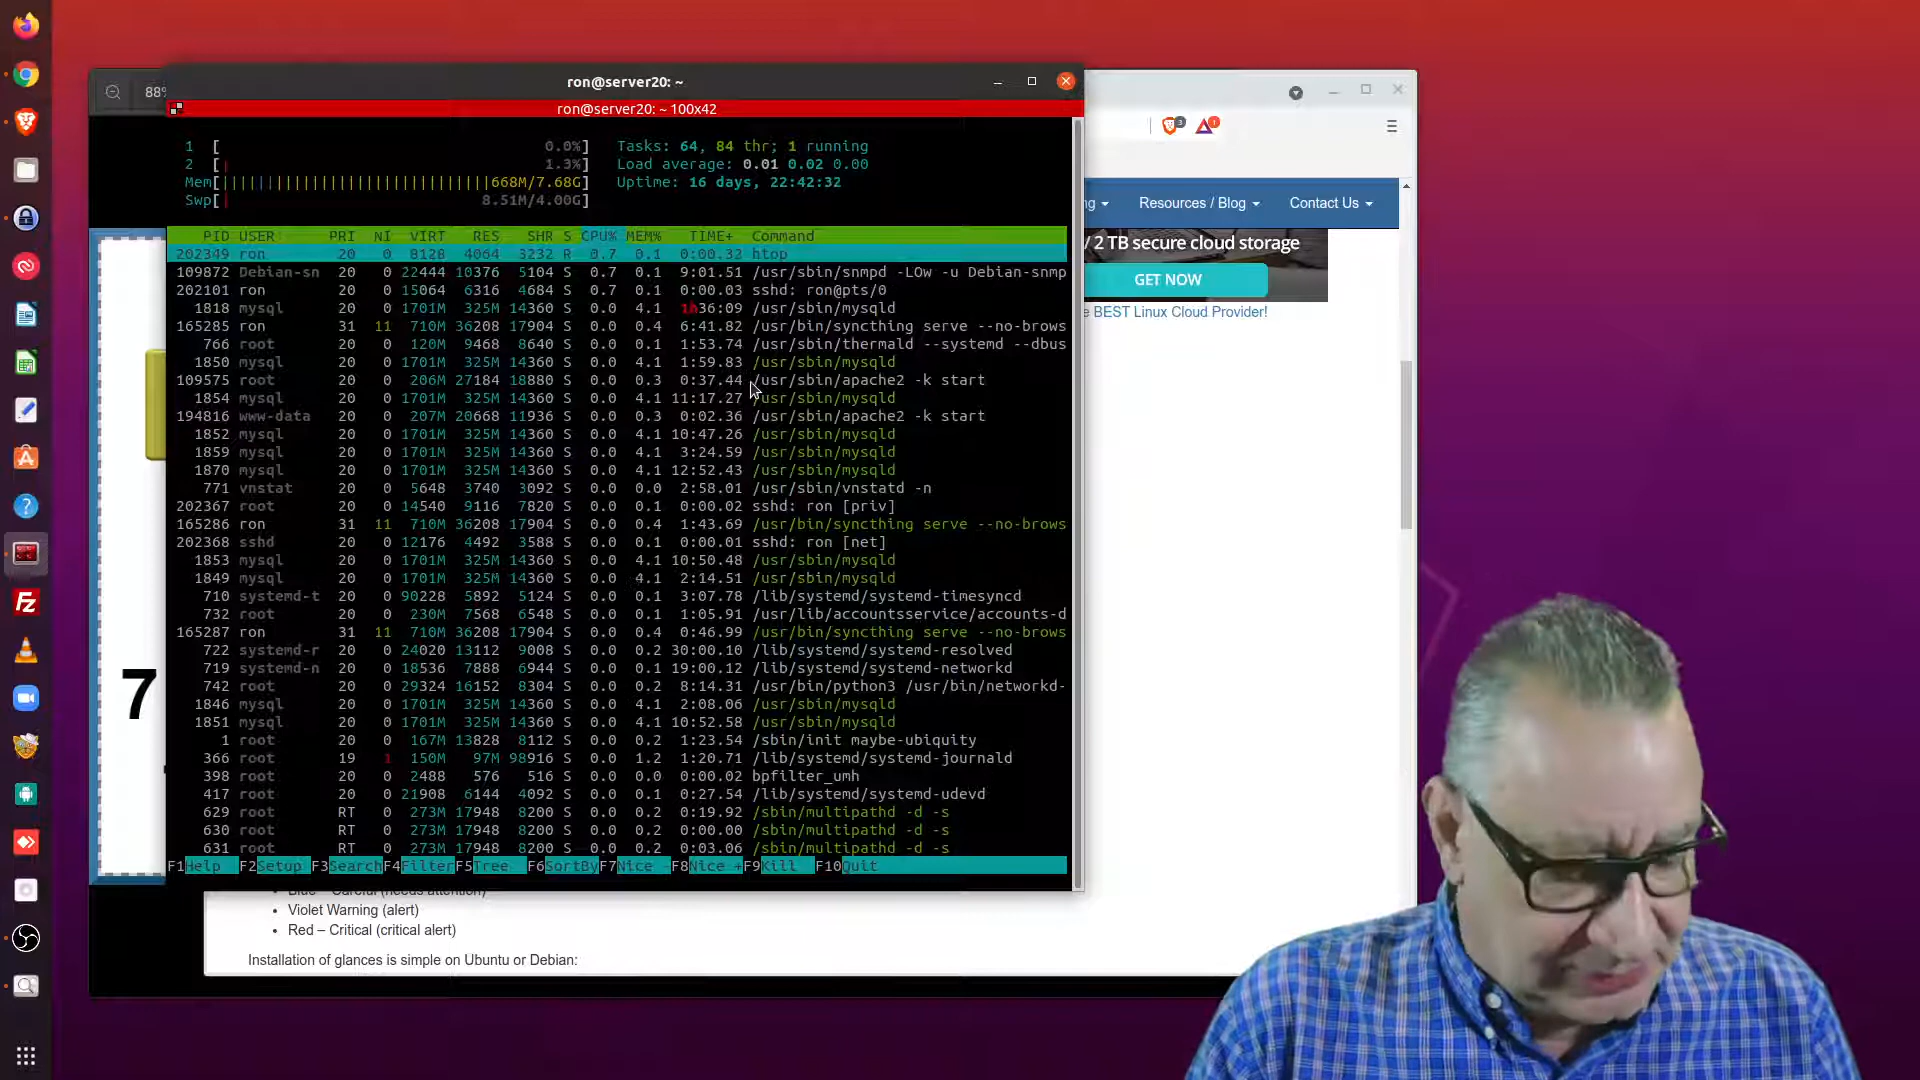 ron@server20: ~
88%
ron@server20: ~ 100x42
1 [ 0.0%] Tasks: 64, 84 thr; 1 running
2 [| 1.3%] Load average: 0.01 0.02 0.00
Mem[||||||||||||||||||||||||||||||668M/7.68G] Uptime: 16 days, 22:42:32
Swp[| 8.51M/4.00G]
3
1
Resources / Blog
Contact Us
/ 2 TB secure cloud storage
GET NOW
BEST Linux Cloud Provider!
PID USER PRI NI VIRT RES SHR S CPU% MEM% TIME+ Command
202349 ron 20 0 8128 4064 3232 R 0.7 0.1 0:00.32 htop
109872 Debian-sn 20 0 22444 10376 5104 S 0.7 0.1 9:01.51 /usr/sbin/snmpd -LOw -u Debian-snmp
202101 ron 20 0 15064 6316 4684 S 0.7 0.1 0:00.03 sshd: ron@pts/0
1818 mysql 20 0 1701M 325M 14360 S 0.0 4.1 1h36:09 /usr/sbin/mysqld
165285 ron 31 11 710M 36208 17904 S 0.0 0.4 6:41.82 /usr/bin/syncthing serve --no-brows
766 root 20 0 120M 9468 8640 S 0.0 0.1 1:53.74 /usr/sbin/thermald --systemd --dbus
1850 mysql 20 0 1701M 325M 14360 S 0.0 4.1 1:59.83 /usr/sbin/mysqld
109575 root 20 0 206M 27184 18880 S 0.0 0.3 0:37.44 /usr/sbin/apache2 -k start
1854 mysql 20 0 1701M 325M 14360 S 0.0 4.1 11:17.27 /usr/sbin/mysqld
194816 www-data 20 0 207M 20668 11936 S 0.0 0.3 0:02.36 /usr/sbin/apache2 -k start
1852 mysql 20 0 1701M 325M 14360 S 0.0 4.1 10:47.26 /usr/sbin/mysqld
1859 mysql 20 0 1701M 325M 14360 S 0.0 4.1 3:24.59 /usr/sbin/mysqld
1870 mysql 20 0 1701M 325M 14360 S 0.0 4.1 12:52.43 /usr/sbin/mysqld
771 vnstat 20 0 5648 3740 3092 S 0.0 0.0 2:58.01 /usr/sbin/vnstatd -n
202367 root 20 0 14540 9116 7820 S 0.0 0.1 0:00.02 sshd: ron [priv]
165286 ron 31 11 710M 36208 17904 S 0.0 0.4 1:43.69 /usr/bin/syncthing serve --no-brows
202368 sshd 20 0 12176 4492 3588 S 0.0 0.1 0:00.01 sshd: ron [net]
1853 mysql 20 0 1701M 325M 14360 S 0.0 4.1 10:50.48 /usr/sbin/mysqld
1849 mysql 20 0 1701M 325M 14360 S 0.0 4.1 2:14.51 /usr/sbin/mysqld
710 systemd-t 20 0 90228 5892 5124 S 0.0 0.1 3:07.78 /lib/systemd/systemd-timesyncd
732 root 20 0 230M 7568 6548 S 0.0 0.1 1:05.91 /usr/lib/accountsservice/accounts-d
165287 ron 31 11 710M 36208 17904 S 0.0 0.4 0:46.99 /usr/bin/syncthing serve --no-brows
722 systemd-r 20 0 24020 13112 9008 S 0.0 0.2 30:00.10 /lib/systemd/systemd-resolved
719 systemd-n 20 0 18536 7888 6944 S 0.0 0.1 19:00.12 /lib/systemd/systemd-networkd
742 root 20 0 29324 16152 8304 S 0.0 0.2 8:14.31 /usr/bin/python3 /usr/bin/networkd-
1846 mysql 20 0 1701M 325M 14360 S 0.0 4.1 2:08.06 /usr/sbin/mysqld
1851 mysql 20 0 1701M 325M 14360 S 0.0 4.1 10:52.58 /usr/sbin/mysqld
1 root 20 0 167M 13828 8112 S 0.0 0.2 1:23.54 /sbin/init maybe-ubiquity
366 root 19 -1 150M 97M 98916 S 0.0 1.2 1:20.71 /lib/systemd/systemd-journald
398 root 20 0 2488 576 516 S 0.0 0.0 0:00.02 bpfilter_umh
417 root 20 0 21908 6144 4092 S 0.0 0.1 0:27.54 /lib/systemd/systemd-udevd
629 root RT 0 273M 17948 8200 S 0.0 0.2 0:19.92 /sbin/multipathd -d -s
630 root RT 0 273M 17948 8200 S 0.0 0.2 0:00.00 /sbin/multipathd -d -s
631 root RT 0 273M 17948 8200 S 0.0 0.2 0:03.06 /sbin/multipathd -d -s
F1Help F2Setup F3SearchF4FilterF5Tree F6SortByF7Nice -F8Nice +F9Kill F10Quit
7
Blue – Careful (needs attention)
Violet Warning (alert)
Red – Critical (critical alert)
Installation of glances is simple on Ubuntu or Debian: